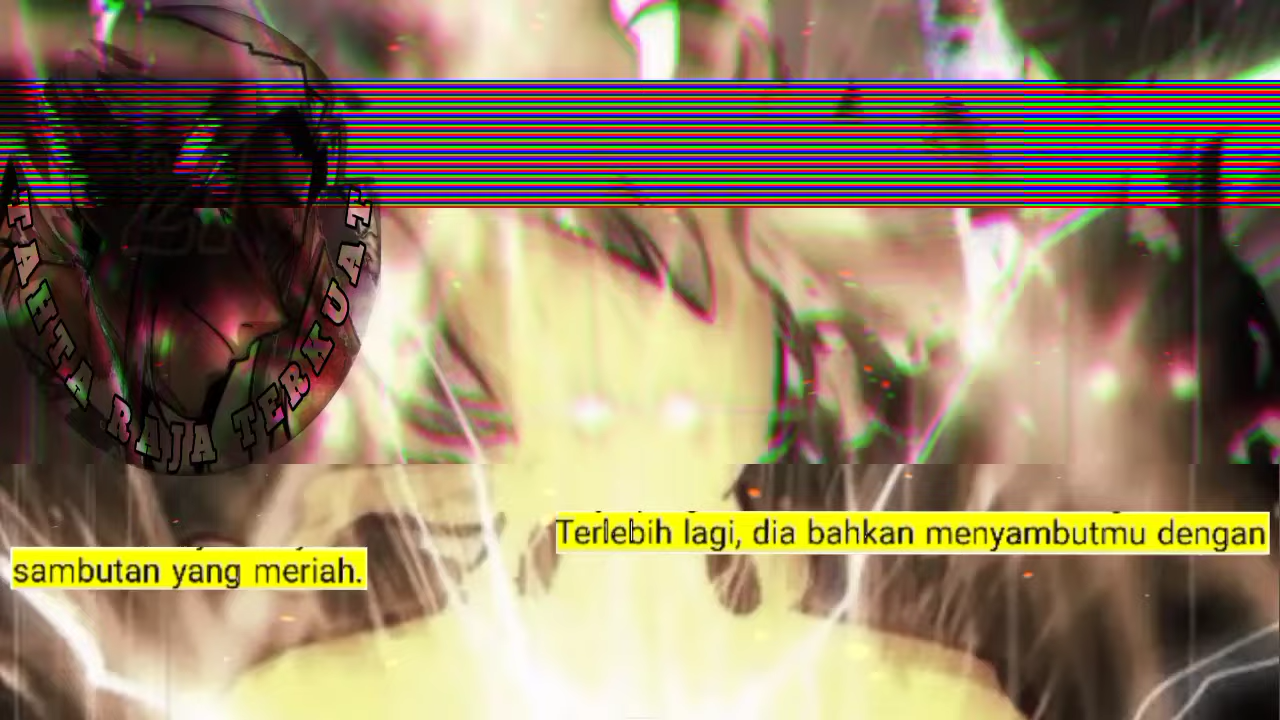 TAHTA RAJA TERKUAT
Terlebih lagi, dia bahkan menyambutmu dengan
sambutan yang meriah.